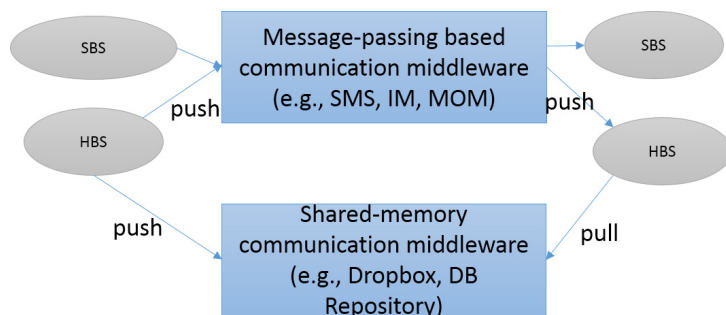 SBS
Message-passing based
communication middleware
(e.g., SMS, IM, MOM)
SBS
push
push
HBS
HBS
push
Shared-memory
communication middleware
(e.g., Dropbox, DB
Repository)
pull